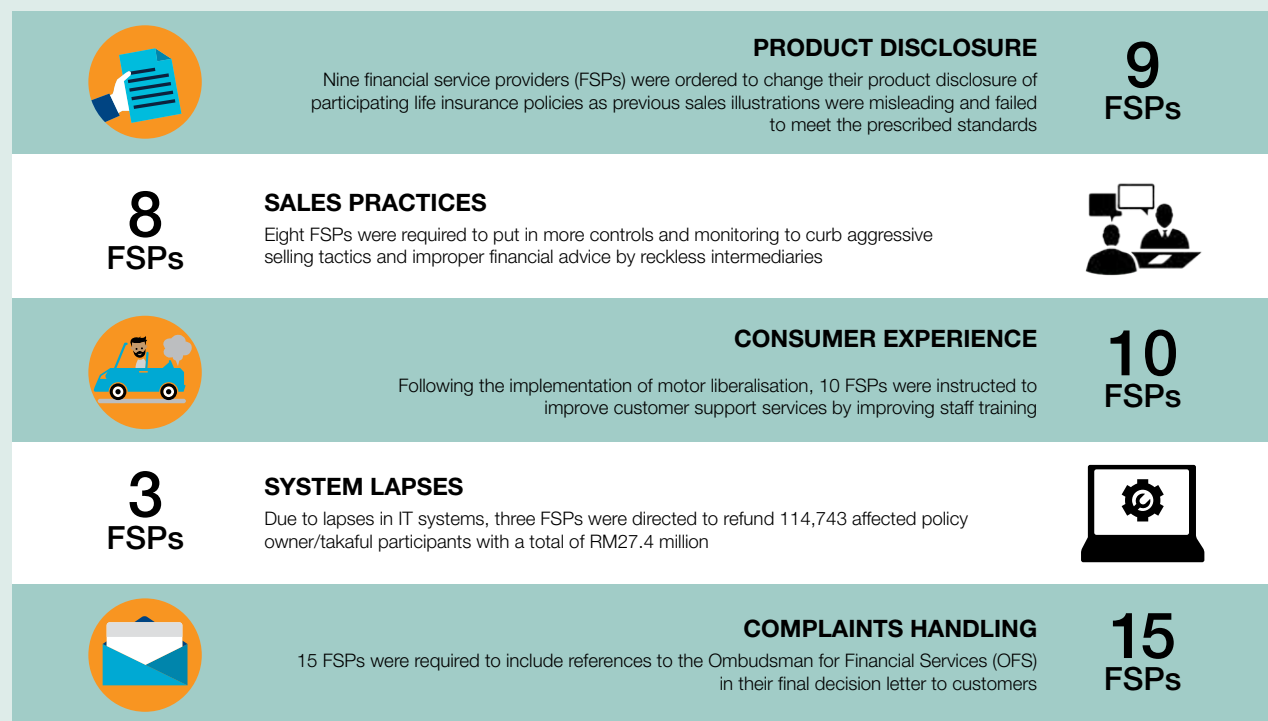 PRODUCT DISCLOSURE
Nine financial service providers (FSPs) were ordered to change their product disclosure of
participating life insurance policies as previous sales illustrations were misleading and failed
to meet the prescribed standards
9
FSPs
8
FSPs
SALES PRACTICES
Eight FSPs were required to put in more controls and monitoring to curb aggressive
selling tactics and improper financial advice by reckless intermediaries
CONSUMER EXPERIENCE
Following the implementation of motor liberalisation, 10 FSPs were instructed to
improve customer support services by improving staff training
10
FSPs
3
FSPs
SYSTEM LAPSES
Due to lapses in IT systems, three FSPs were directed to refund 114,743 affected policy
owner/takaful participants with a total of RM27.4 million
COMPLAINTS HANDLING
15 FSPs were required to include references to the Ombudsman for Financial Services (OFS)
in their final decision letter to customers
15
FSPs